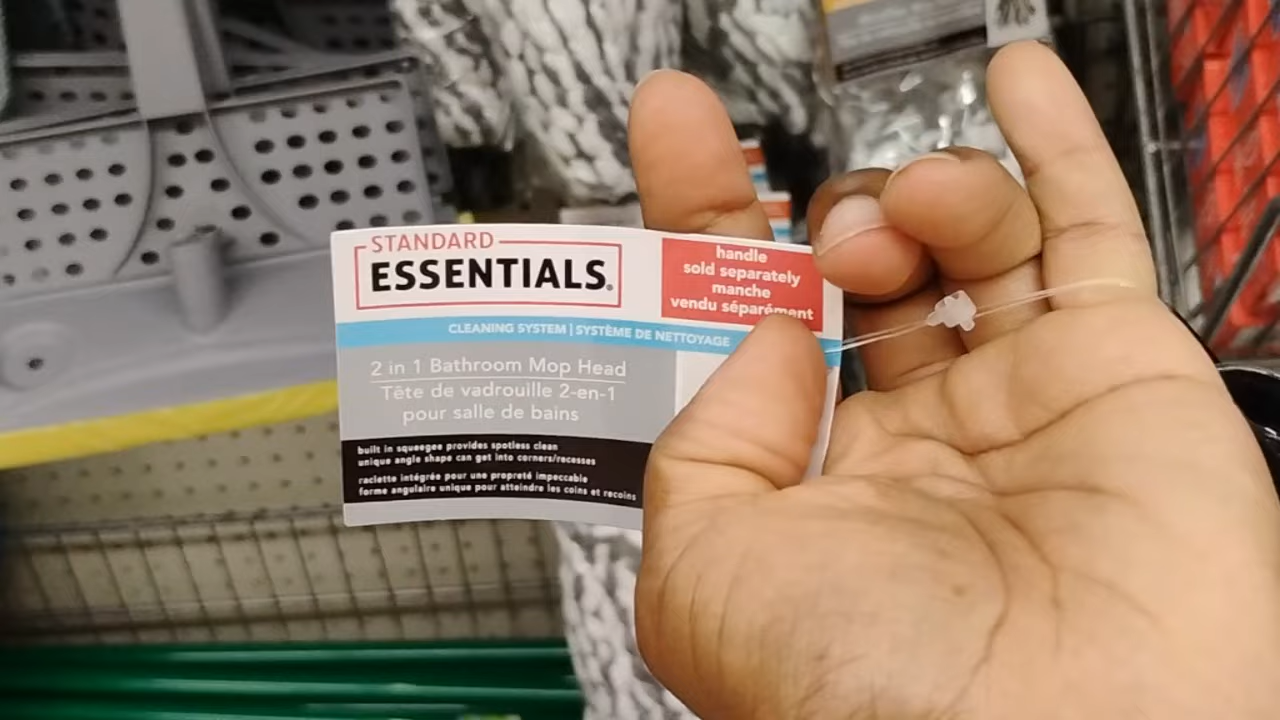 STANDARD
ESSENTIALS®
handle
sold separately
manche
vendu séparément
CLEANING SYSTEM | SYSTÈME DE NETTOYAGE
2 in 1 Bathroom Mop Head
Tête de vadrouille 2-en-1
pour salle de bains
built in squeegee provides spotless clean
unique angle shape can get into corners/recesses
raclette intégrée pour une propreté impeccable
forme angulaire unique pour atteindre les coins et recoins